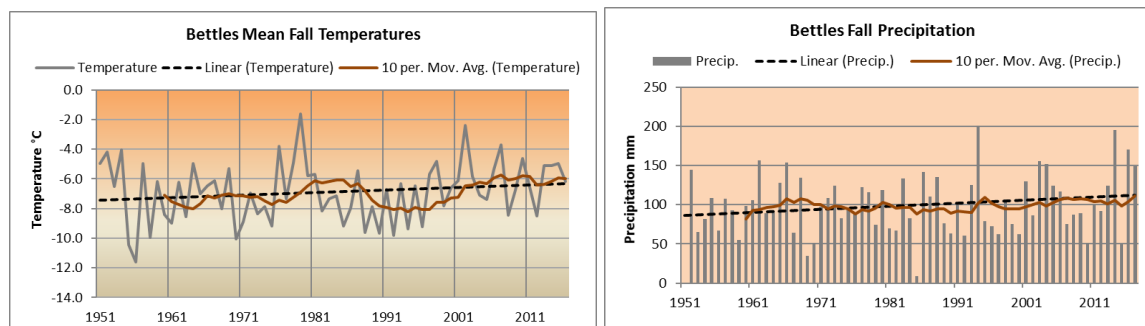 Bettles Mean Fall Temperatures
Temperature Linear (Temperature) 10 per. Mov. Avg. (Temperature)
0.0
-2.0
-4.0
-6.0
-8.0
-10.0
-12.0
-14.0
Temperature °C
1951 1961 1971 1981 1991 2001 2011
Bettles Fall Precipitation
Precip. Linear (Precip.) 10 per. Mov. Avg. (Precip.)
250
200
150
100
50
0
Precipitation mm
1951 1961 1971 1981 1991 2001 2011